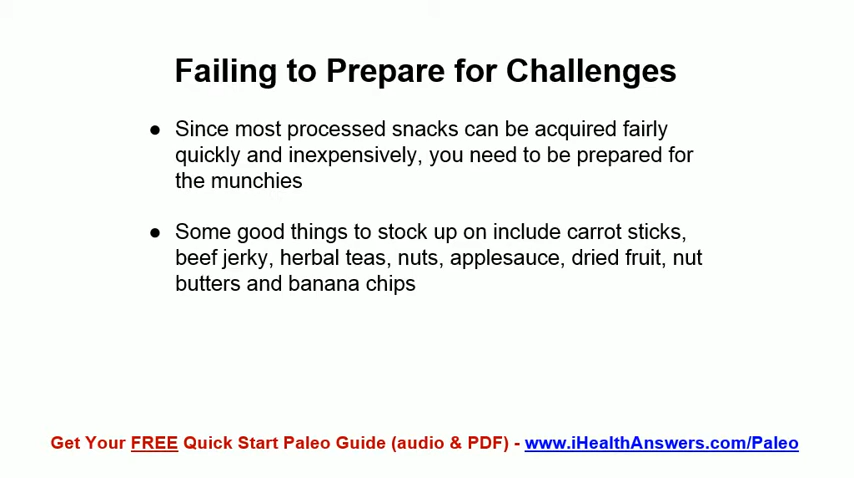 Failing to Prepare for Challenges
● Since most processed snacks can be acquired fairly
quickly and inexpensively, you need to be prepared for
the munchies
● Some good things to stock up on include carrot sticks,
beef jerky, herbal teas, nuts, applesauce, dried fruit, nut
butters and banana chips
Get Your FREE Quick Start Paleo Guide (audio & PDF) - www.iHealthAnswers.com/Paleo